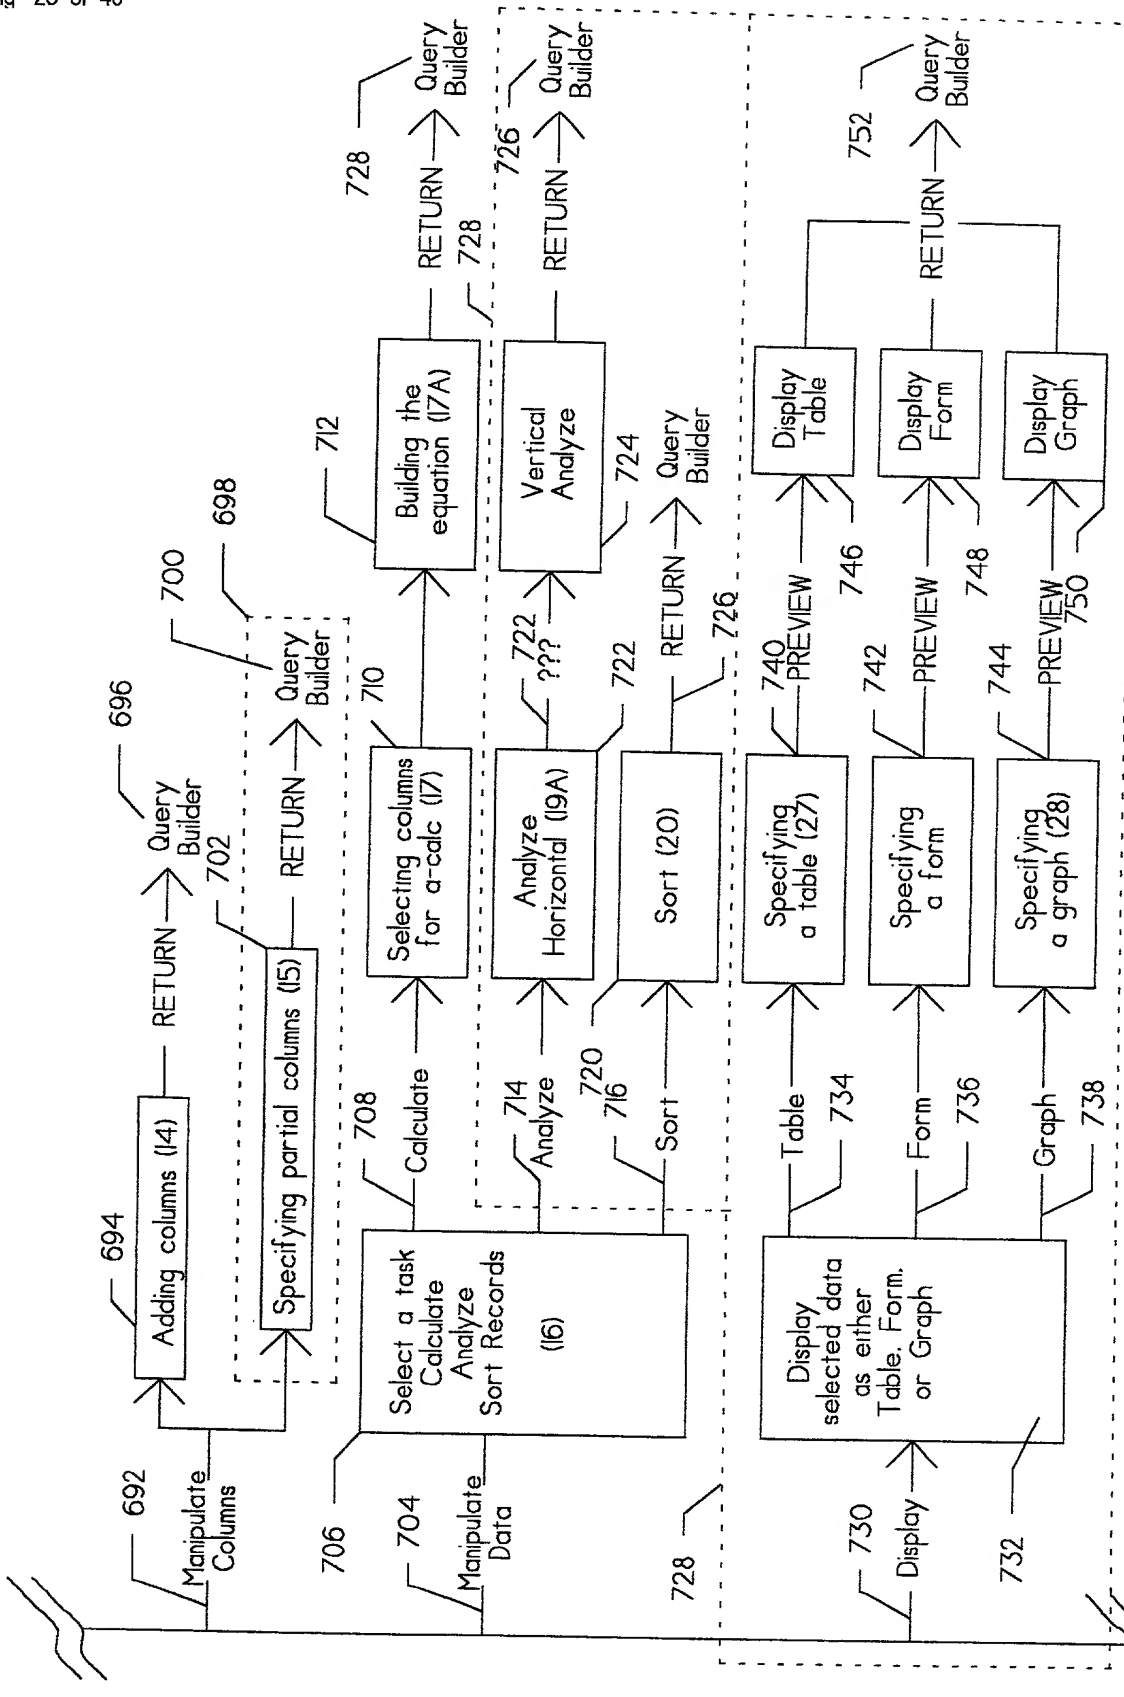 692
Manipulate
Columns
694
Adding columns (14)
RETURN
696
Query
Builder
702
Specifying partial columns (15)
RETURN
700
698
Query
Builder
704
Manipulate
Data
706
Select a task
Calculate
Analyze
Sort Records
(16)
708
Calculate
710
Selecting columns
for a-calc (17)
712
Building the
equation (17A)
RETURN
728
Query
Builder
728
714
Analyze
Analyze
Horizontal (19A)
722
???
722
Vertical
Analyze
724
RETURN
726
Query
Builder
716
Sort
720
Sort (20)
RETURN
726
Query
Builder
728
730
Display
732
Display
selected data
as either
Table. Form.
or Graph
Table
734
Specifying
a table (27)
740
PREVIEW
746
Display
Table
Form
736
Specifying
a form
742
PREVIEW
748
Display
Form
RETURN
752
Query
Builder
Graph
738
Specifying
a graph (28)
744
PREVIEW
750
Display
Graph